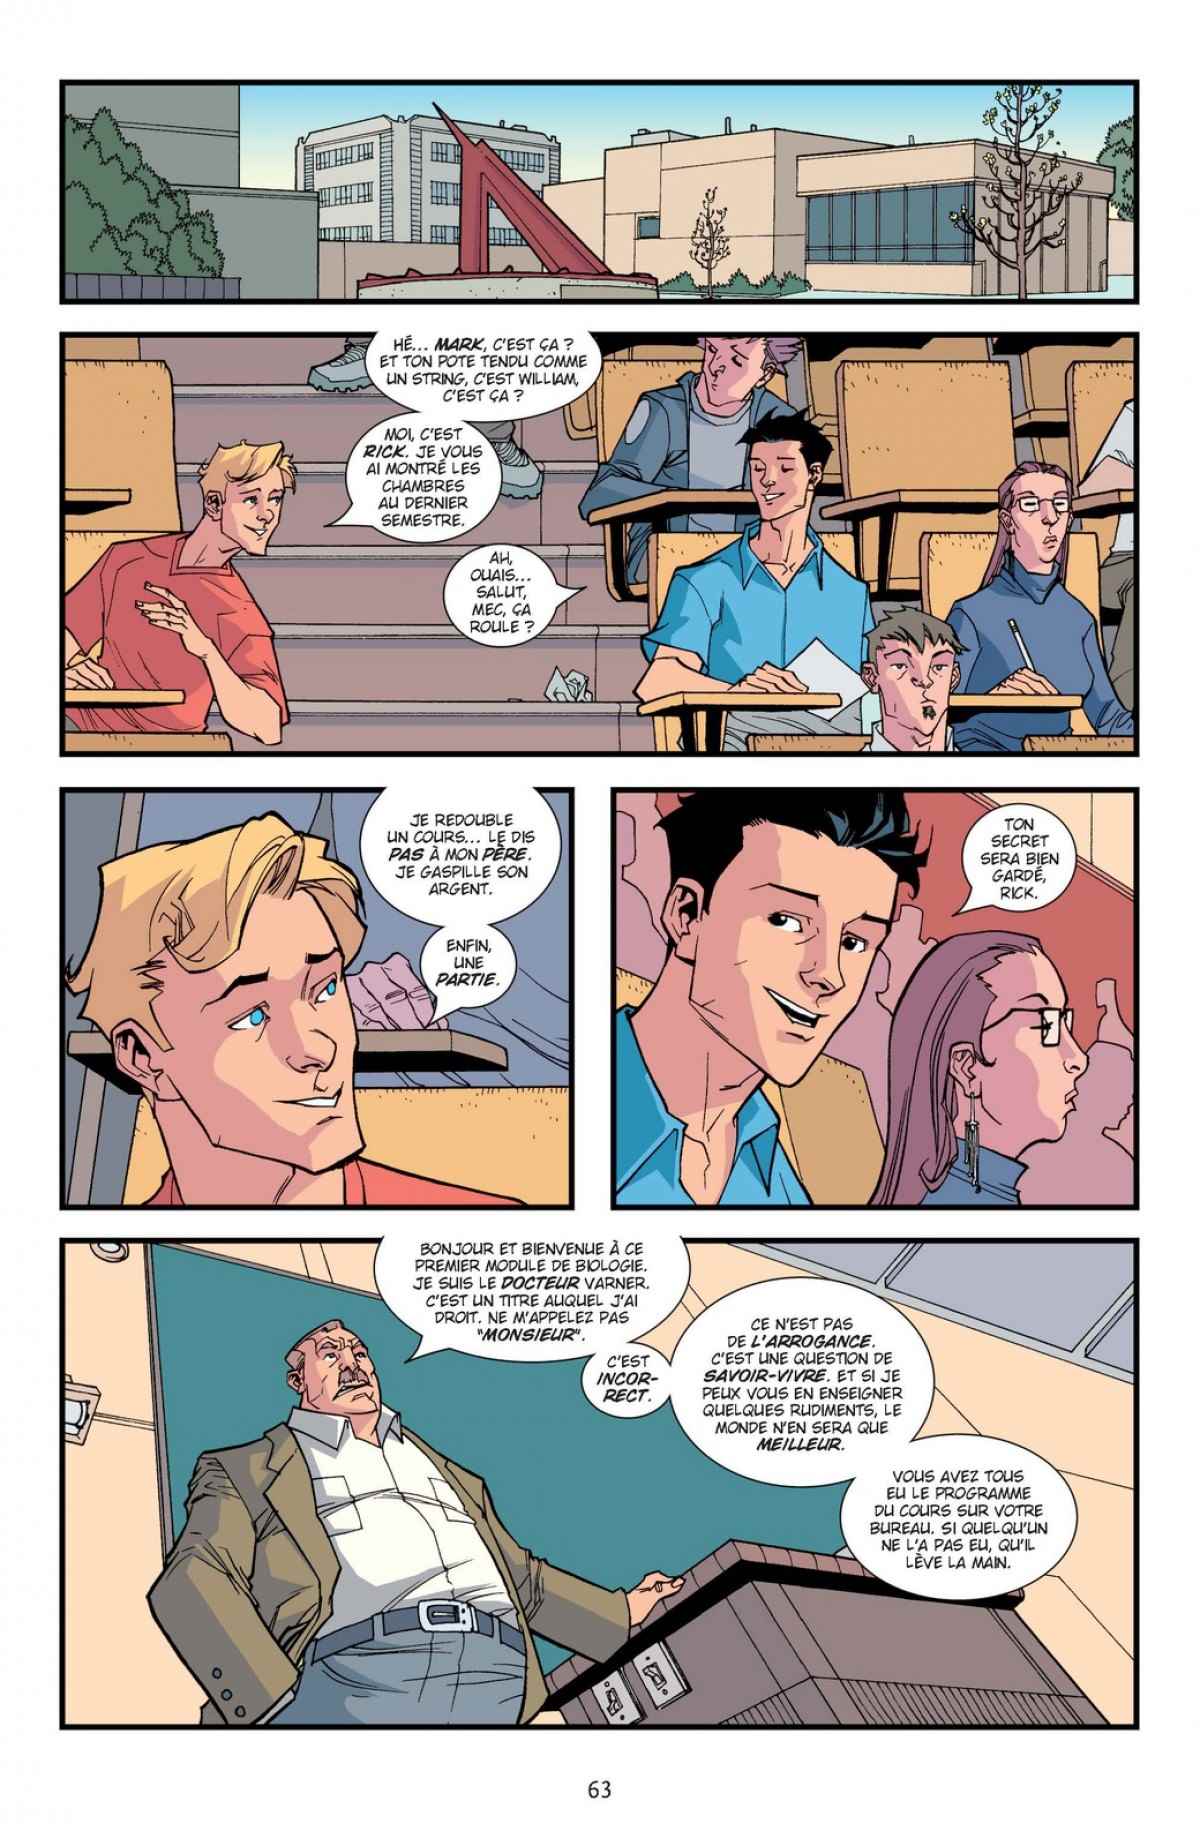 HÉ... MARK, C'EST ÇA ?
ET TON POTE TENDU COMME
UN STRING, C'EST WILLIAM,
C'EST ÇA ?
MOI, C'EST
RICK. JE VOUS
AI MONTRÉ LES
CHAMBRES
AU DERNIER
SEMESTRE.
AH,
OUAIS...
SALUT,
MEC, ÇA
ROULE ?
JE REDOUBLE
UN COURS... LE DIS
PAS À MON PÈRE.
JE GASPILLE SON
ARGENT.
ENFIN,
UNE
PARTIE.
TON
SECRET
SERA BIEN
GARDÉ,
RICK.
BONJOUR ET BIENVENUE À CE
PREMIER MODULE DE BIOLOGIE.
JE SUIS LE DOCTEUR VARNER.
C'EST UN TITRE AUQUEL J'AI
DROIT. NE M'APPELEZ PAS
"MONSIEUR".
C'EST
INCOR-
RECT.
CE N'EST PAS
DE L'ARROGANCE.
C'EST UNE QUESTION DE
SAVOIR-VIVRE. ET SI JE
PEUX VOUS EN ENSEIGNER
QUELQUES RUDIMENTS, LE
MONDE N'EN SERA QUE
MEILLEUR.
VOUS AVEZ TOUS
EU LE PROGRAMME
DU COURS SUR VOTRE
BUREAU. SI QUELQU'UN
NE L'A PAS EU, QU'IL
LÈVE LA MAIN.
63